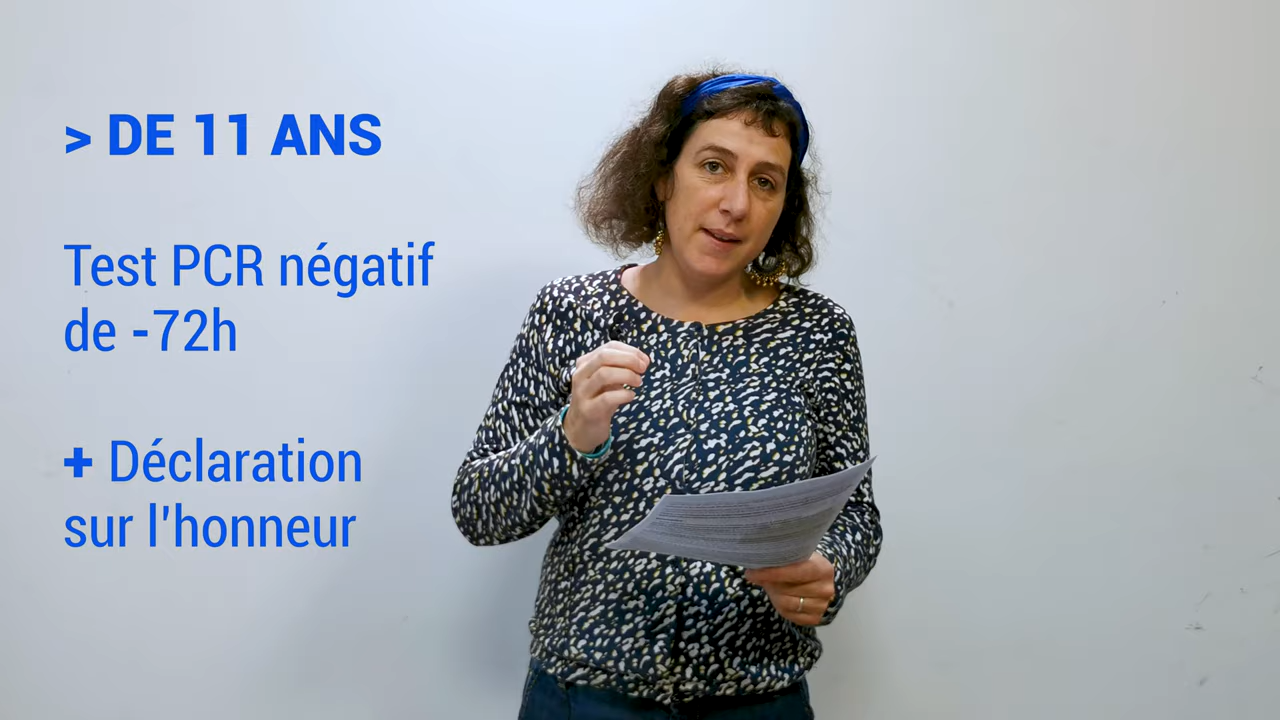 > DE 11 ANS
Test PCR négatif
de -72h
+ Déclaration
sur l'honneur